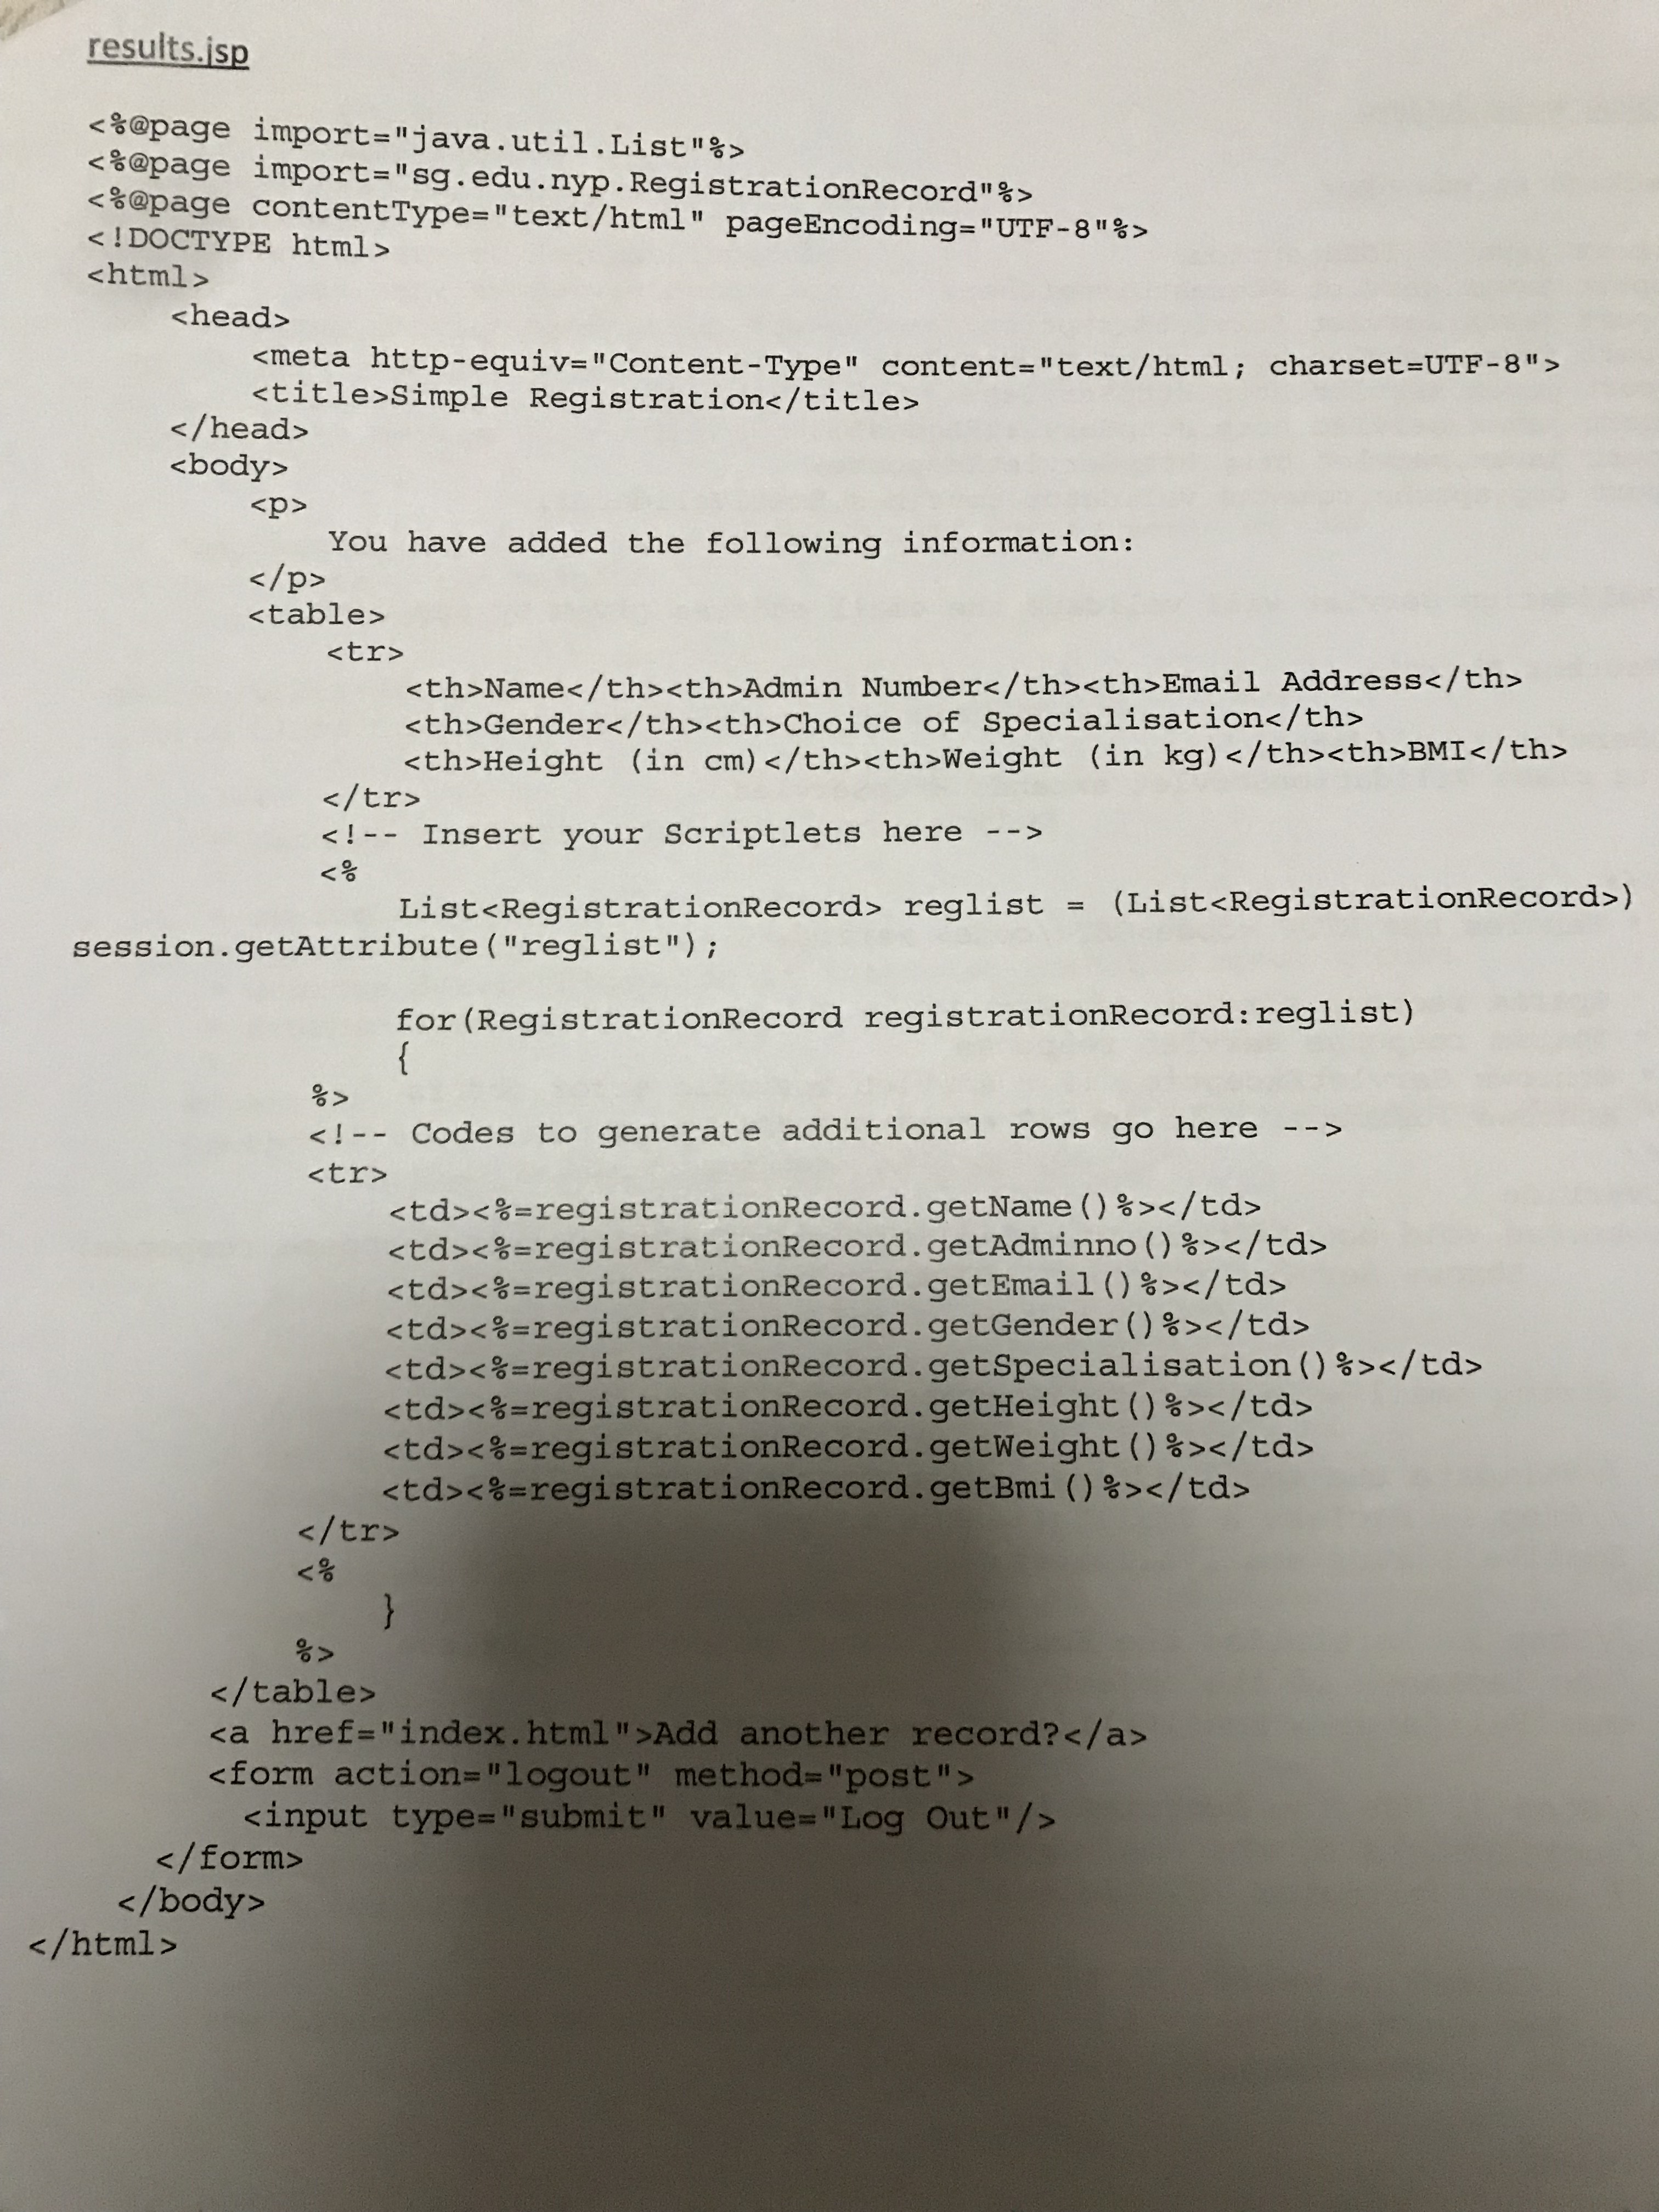 results.jsp
<%@page import="java.util.List"%>
<%@page import="sg.edu.nyp.RegistrationRecord"%>
<%@page contentType="text/html" pageEncoding="UTF-8"%>
<!DOCTYPE html>
<html>
<head>
<meta http-equiv="Content-Type" content="text/html; charset=UTF-8">
<title>Simple Registration</title>
</head>
<body>
<p>
You have added the following information:
</p>
<table>
<tr>
<th>Name</th><th>Admin Number</th><th>Email Address</th>
<th>Gender</th><th>Choice of Specialisation</th>
<th>Height (in cm)</th><th>Weight (in kg)</th><th>BMI</th>
</tr>
<!-- Insert your Scriptlets here -->
<%
List<RegistrationRecord> reglist = (List<RegistrationRecord>)
session.getAttribute("reglist");
for(RegistrationRecord registrationRecord:reglist)
{
%>
<!-- Codes to generate additional rows go here -->
<tr>
<td><%=registrationRecord.getName()%></td>
<td><%=registrationRecord.getAdminno()%></td>
<td><%=registrationRecord.getEmail()%></td>
<td><%=registrationRecord.getGender()%></td>
<td><%=registrationRecord.getSpecialisation()%></td>
<td><%=registrationRecord.getHeight()%></td>
<td><%=registrationRecord.getWeight()%></td>
<td><%=registrationRecord.getBmi()%></td>
</tr>
<%
}
%>
</table>
<a href="index.html">Add another record?</a>
<form action="logout" method="post">
<input type="submit" value="Log Out"/>
</form>
</body>
</html>